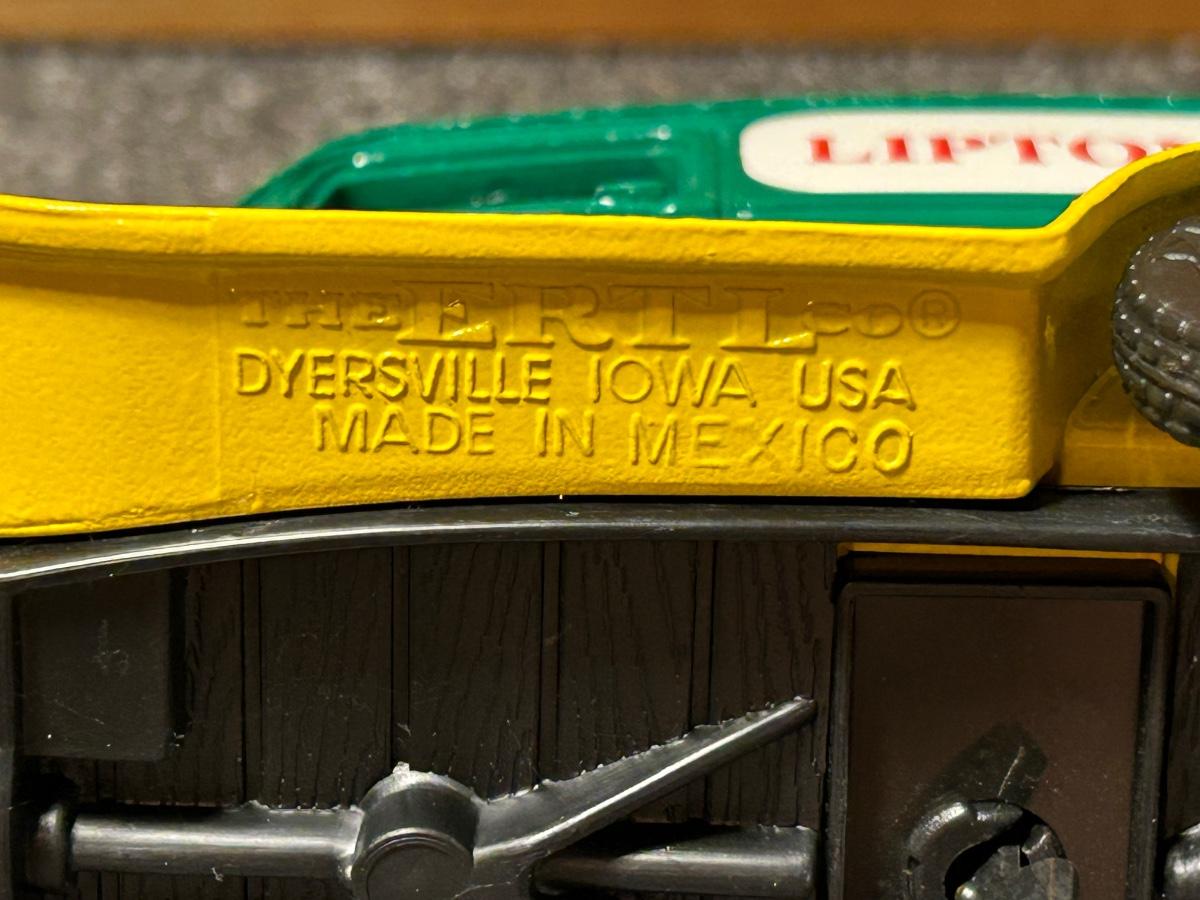 LIPTO
THE ERTL CO®
DYERSVILLE IOWA USA
MADE IN MEXICO